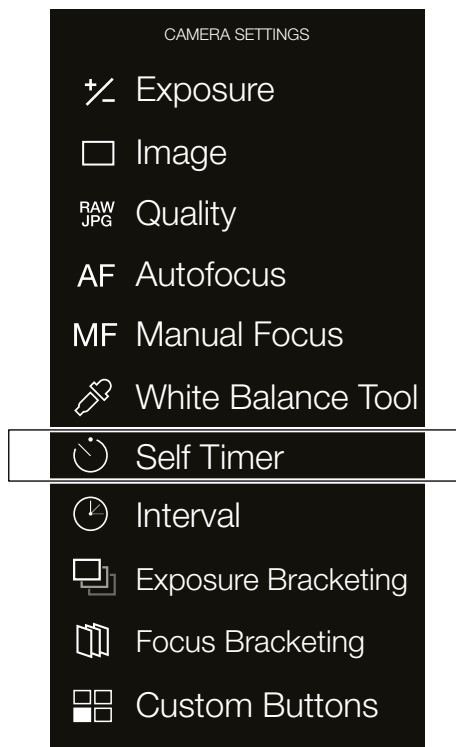 CAMERA SETTINGS
+/– Exposure
Image
RAW
JPG Quality
AF Autofocus
MF Manual Focus
White Balance Tool
Self Timer
Interval
Exposure Bracketing
Focus Bracketing
Custom Buttons